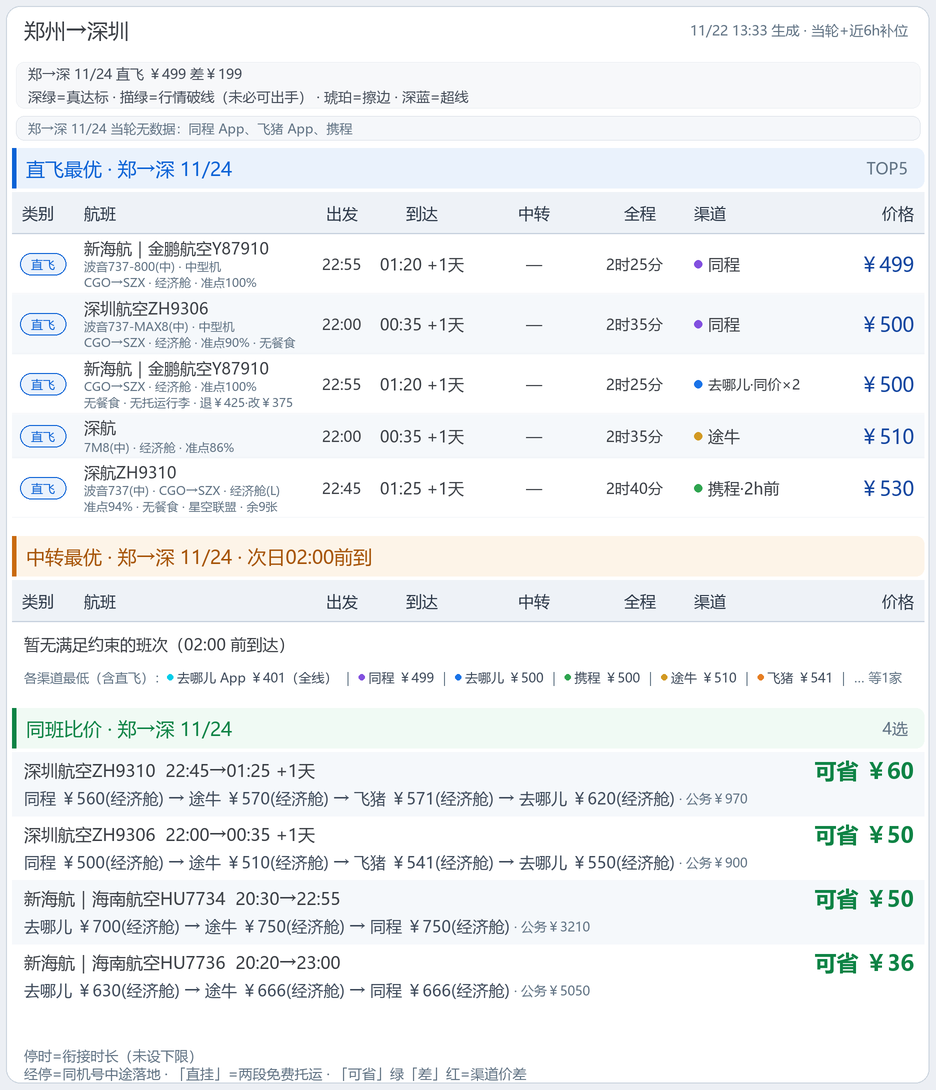 郑州→深圳
11/22 13:33 生成 · 当轮+近6h补位
郑→深 11/24 直飞 ¥499 差¥199
深绿=真达标 · 描绿=行情破线（未必可出手） · 琥珀=擦边 · 深蓝=超线
郑→深 11/24 当轮无数据：同程 App、飞猪 App、携程
直飞最优 · 郑→深 11/24 TOP5
类别 航班 出发 到达 中转 全程 渠道 价格
新海航｜金鹏航空Y87910
波音737-800(中) · 中型机
直飞 22:55 01:20 +1天 — 2时25分 同程 ¥499
CGO→SZX · 经济舱 · 准点100%
深圳航空ZH9306
波音737-MAX8(中) · 中型机
直飞 22:00 00:35 +1天 — 2时35分 同程 ¥500
CGO→SZX · 经济舱 · 准点90% · 无餐食
新海航｜金鹏航空Y87910
CGO→SZX · 经济舱 · 准点100%
直飞 22:55 01:20 +1天 — 2时25分 去哪儿·同价×2 ¥500
无餐食 · 无托运行李 · 退¥425·改¥375
深航
直飞 22:00 00:35 +1天 — 2时35分 途牛 ¥510
7M8(中) · 经济舱 · 准点86%
深航ZH9310
波音737(中) · CGO→SZX · 经济舱(L)
直飞 22:45 01:25 +1天 — 2时40分 携程·2h前 ¥530
准点94% · 无餐食 · 星空联盟 · 余9张
中转最优 · 郑→深 11/24 · 次日02:00前到
类别 航班 出发 到达 中转 全程 渠道 价格
暂无满足约束的班次（02:00 前到达）
各渠道最低（含直飞）: 去哪儿 App ¥401（全线） | 同程 ¥499 | 去哪儿 ¥500 | 携程 ¥500 | 途牛 ¥510 | 飞猪 ¥541 | … 等1家
同班比价 · 郑→深 11/24 4选
深圳航空ZH9310 22:45→01:25 +1天 可省 ¥60
同程 ¥560(经济舱) → 途牛 ¥570(经济舱) → 飞猪 ¥571(经济舱) → 去哪儿 ¥620(经济舱) · 公务¥970
深圳航空ZH9306 22:00→00:35 +1天 可省 ¥50
同程 ¥500(经济舱) → 途牛 ¥510(经济舱) → 飞猪 ¥541(经济舱) → 去哪儿 ¥550(经济舱) · 公务¥900
新海航｜海南航空HU7734 20:30→22:55 可省 ¥50
去哪儿 ¥700(经济舱) → 途牛 ¥750(经济舱) → 同程 ¥750(经济舱) · 公务¥3210
新海航｜海南航空HU7736 20:20→23:00 可省 ¥36
去哪儿 ¥630(经济舱) → 途牛 ¥666(经济舱) → 同程 ¥666(经济舱) · 公务¥5050
停时=衔接时长（未设下限）
经停=同机号中途落地 · 「直挂」=两段免费托运 · 「可省」绿「差」红=渠道价差